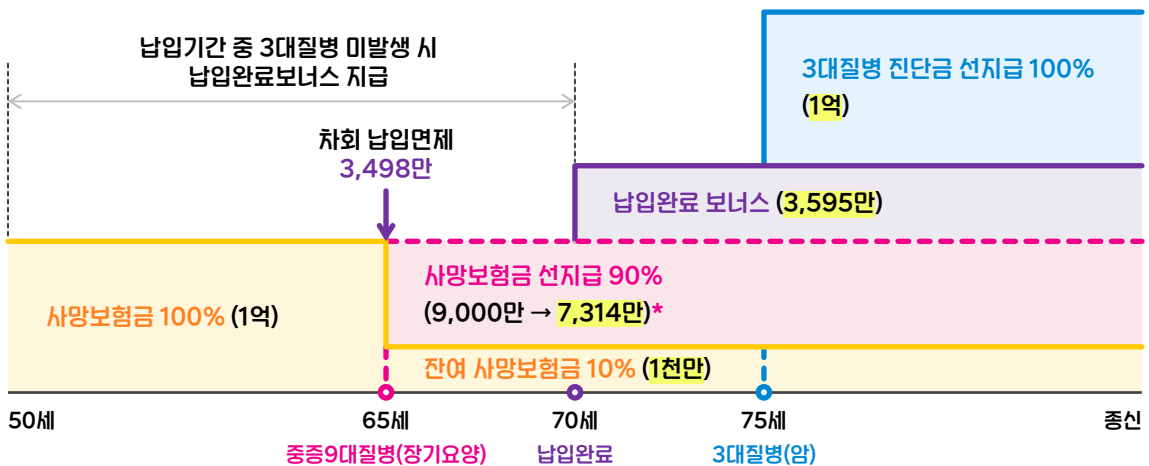 납입기간 중 3대질병 미발생 시
납입완료보너스 지급
차회 납입면제
3,498만
3대질병 진단금 선지급 100%
(1억)
납입완료 보너스 (3,595만)
사망보험금 100% (1억)
사망보험금 선지급 90%
(9,000만 → 7,314만)*
잔여 사망보험금 10% (1천만)
50세 65세 70세 75세 종신
중증9대질병(장기요양) 납입완료 3대질병(암)